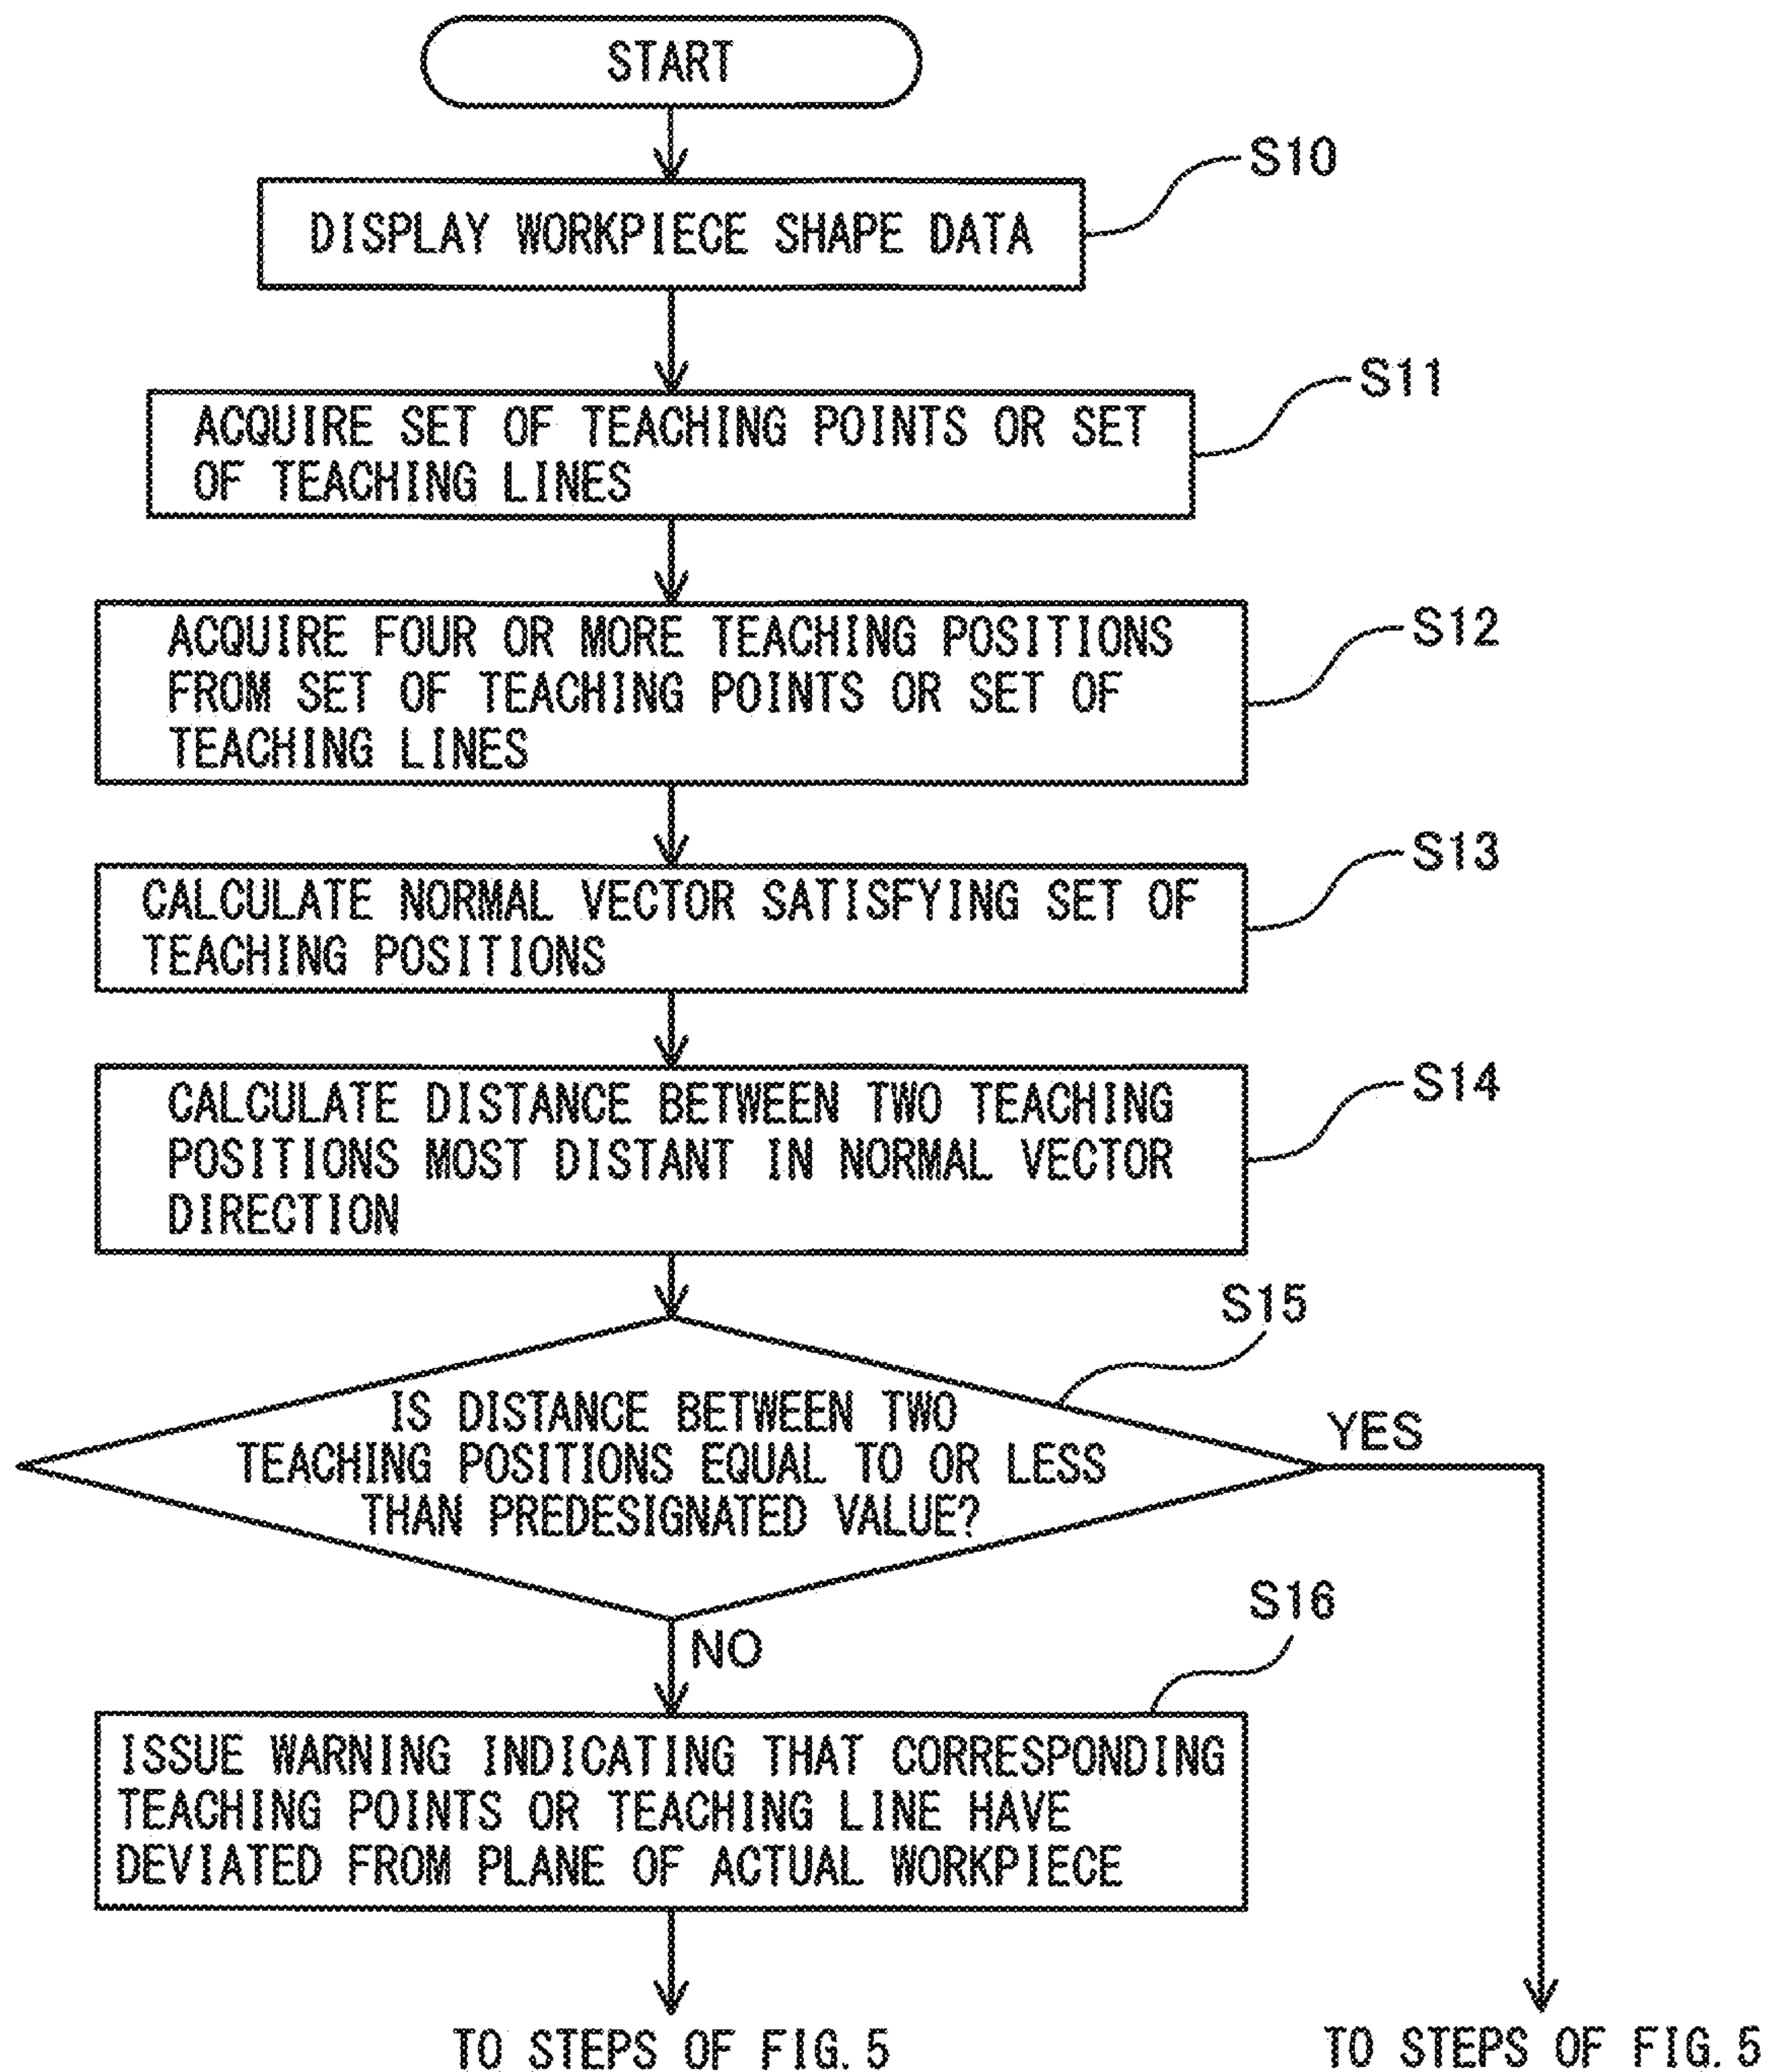 START
S10
DISPLAY WORKPIECE SHAPE DATA
S11
ACQUIRE SET OF TEACHING POINTS OR SET
OF TEACHING LINES
S12
ACQUIRE FOUR OR MORE TEACHING POSITIONS
FROM SET OF TEACHING POINTS OR SET OF
TEACHING LINES
S13
CALCULATE NORMAL VECTOR SATISFYING SET OF
TEACHING POSITIONS
S14
CALCULATE DISTANCE BETWEEN TWO TEACHING
POSITIONS MOST DISTANT IN NORMAL VECTOR
DIRECTION
S15
IS DISTANCE BETWEEN TWO
TEACHING POSITIONS EQUAL TO OR LESS
THAN PREDESIGNATED VALUE?
YES
NO
S16
ISSUE WARNING INDICATING THAT CORRESPONDING
TEACHING POINTS OR TEACHING LINE HAVE
DEVIATED FROM PLANE OF ACTUAL WORKPIECE
TO STEPS OF FIG.5
TO STEPS OF FIG.5